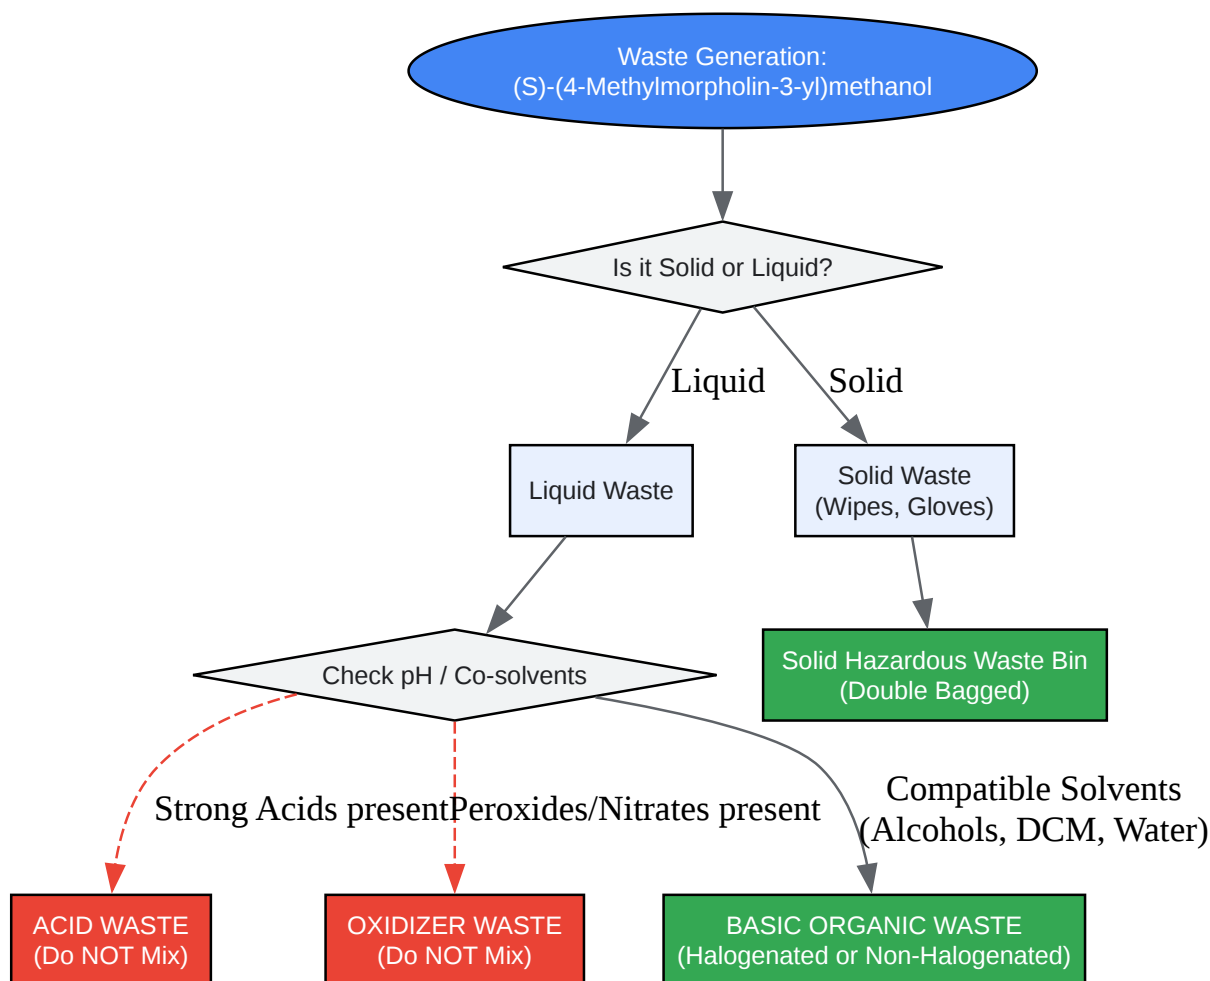 Waste Generation:
(S)-(4-Methylmorpholin-3-yl)methanol
Is it Solid or Liquid?
Liquid
Solid
Liquid Waste
Solid Waste
(Wipes, Gloves)
Check pH / Co-solvents
Solid Hazardous Waste Bin
(Double Bagged)
Strong Acids present
Peroxides/Nitrates present
Compatible Solvents
(Alcohols, DCM, Water)
ACID WASTE
(Do NOT Mix)
OXIDIZER WASTE
(Do NOT Mix)
BASIC ORGANIC WASTE
(Halogenated or Non-Halogenated)